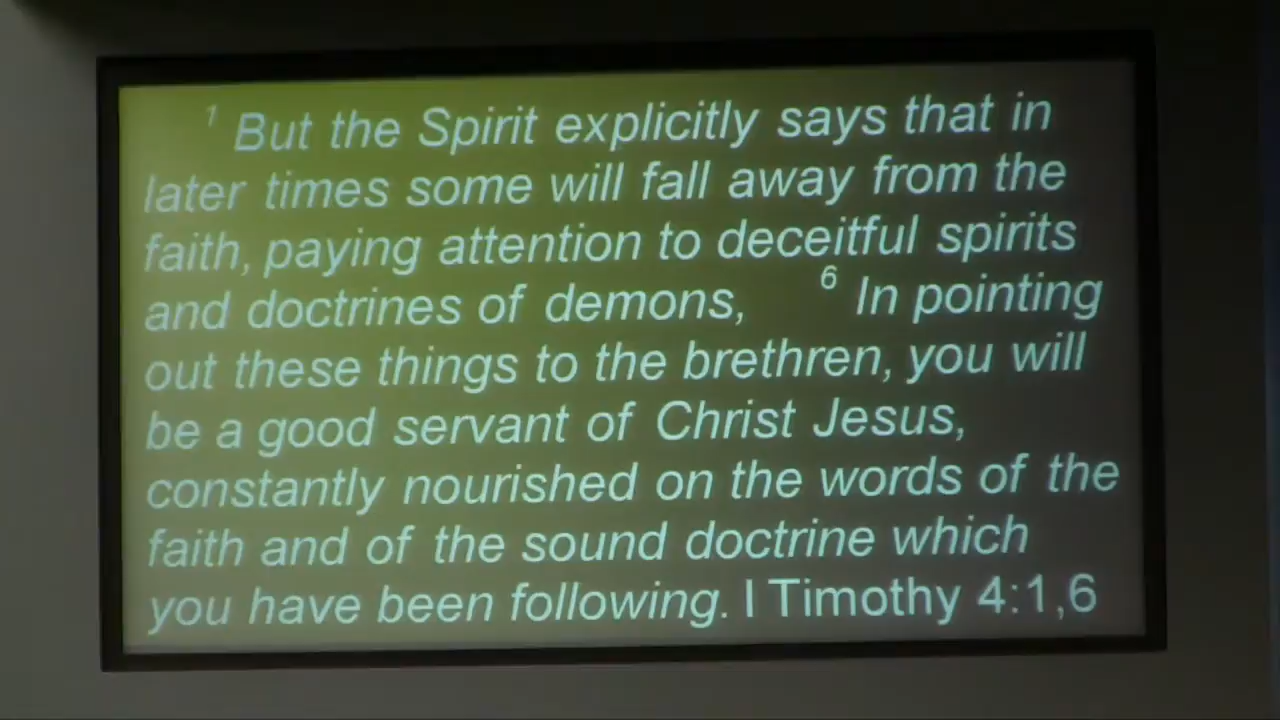 1 But the Spirit explicitly says that in
later times some will fall away from the
faith, paying attention to deceitful spirits
and doctrines of demons, 6 In pointing
out these things to the brethren, you will
be a good servant of Christ Jesus,
constantly nourished on the words of the
faith and of the sound doctrine which
you have been following. I Timothy 4:1,6